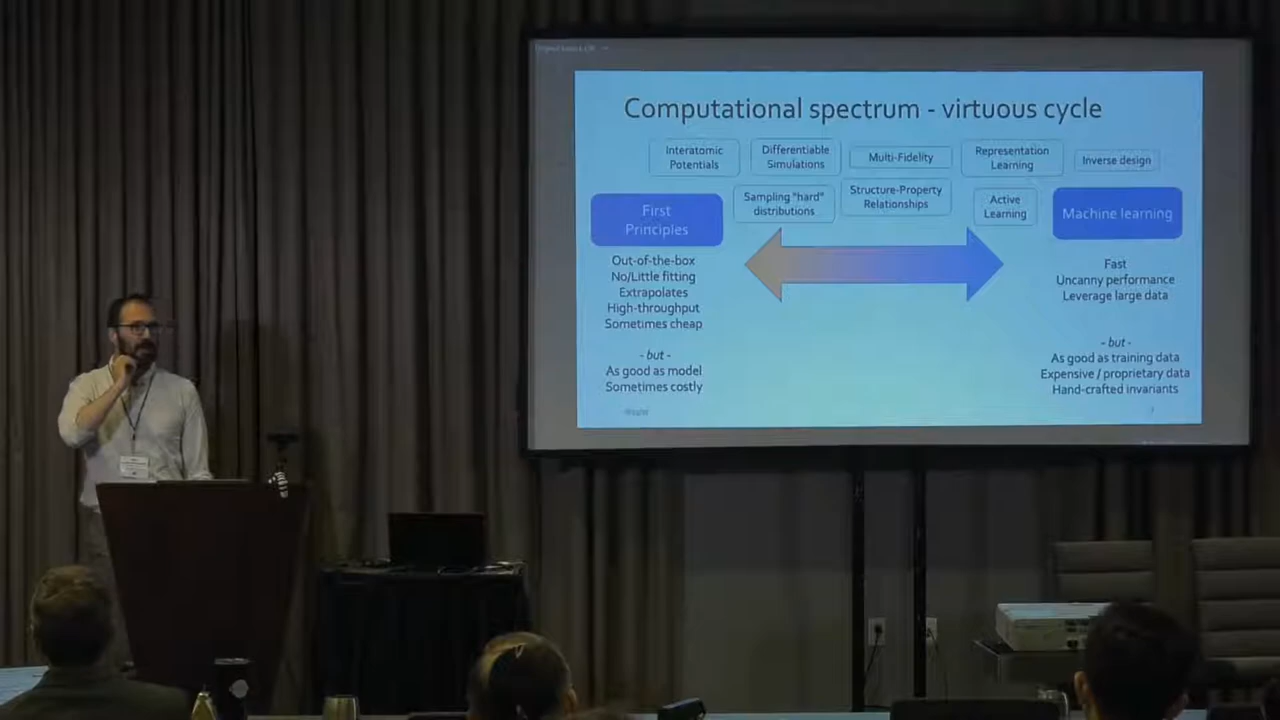 Computational spectrum - virtuous cycle
Interatomic
Potentials
Differentiable
Simulations
Multi-Fidelity
Representation
Learning
Inverse design
Sampling "hard"
distributions
Structure-Property
Relationships
Active
Learning
First
Principles
Machine learning
Out-of-the-box
No/Little fitting
Extrapolates
High-throughput
Sometimes cheap
- but -
As good as model
Sometimes costly
Fast
Uncanny performance
Leverage large data
- but -
As good as training data
Expensive / proprietary data
Hand-crafted invariants